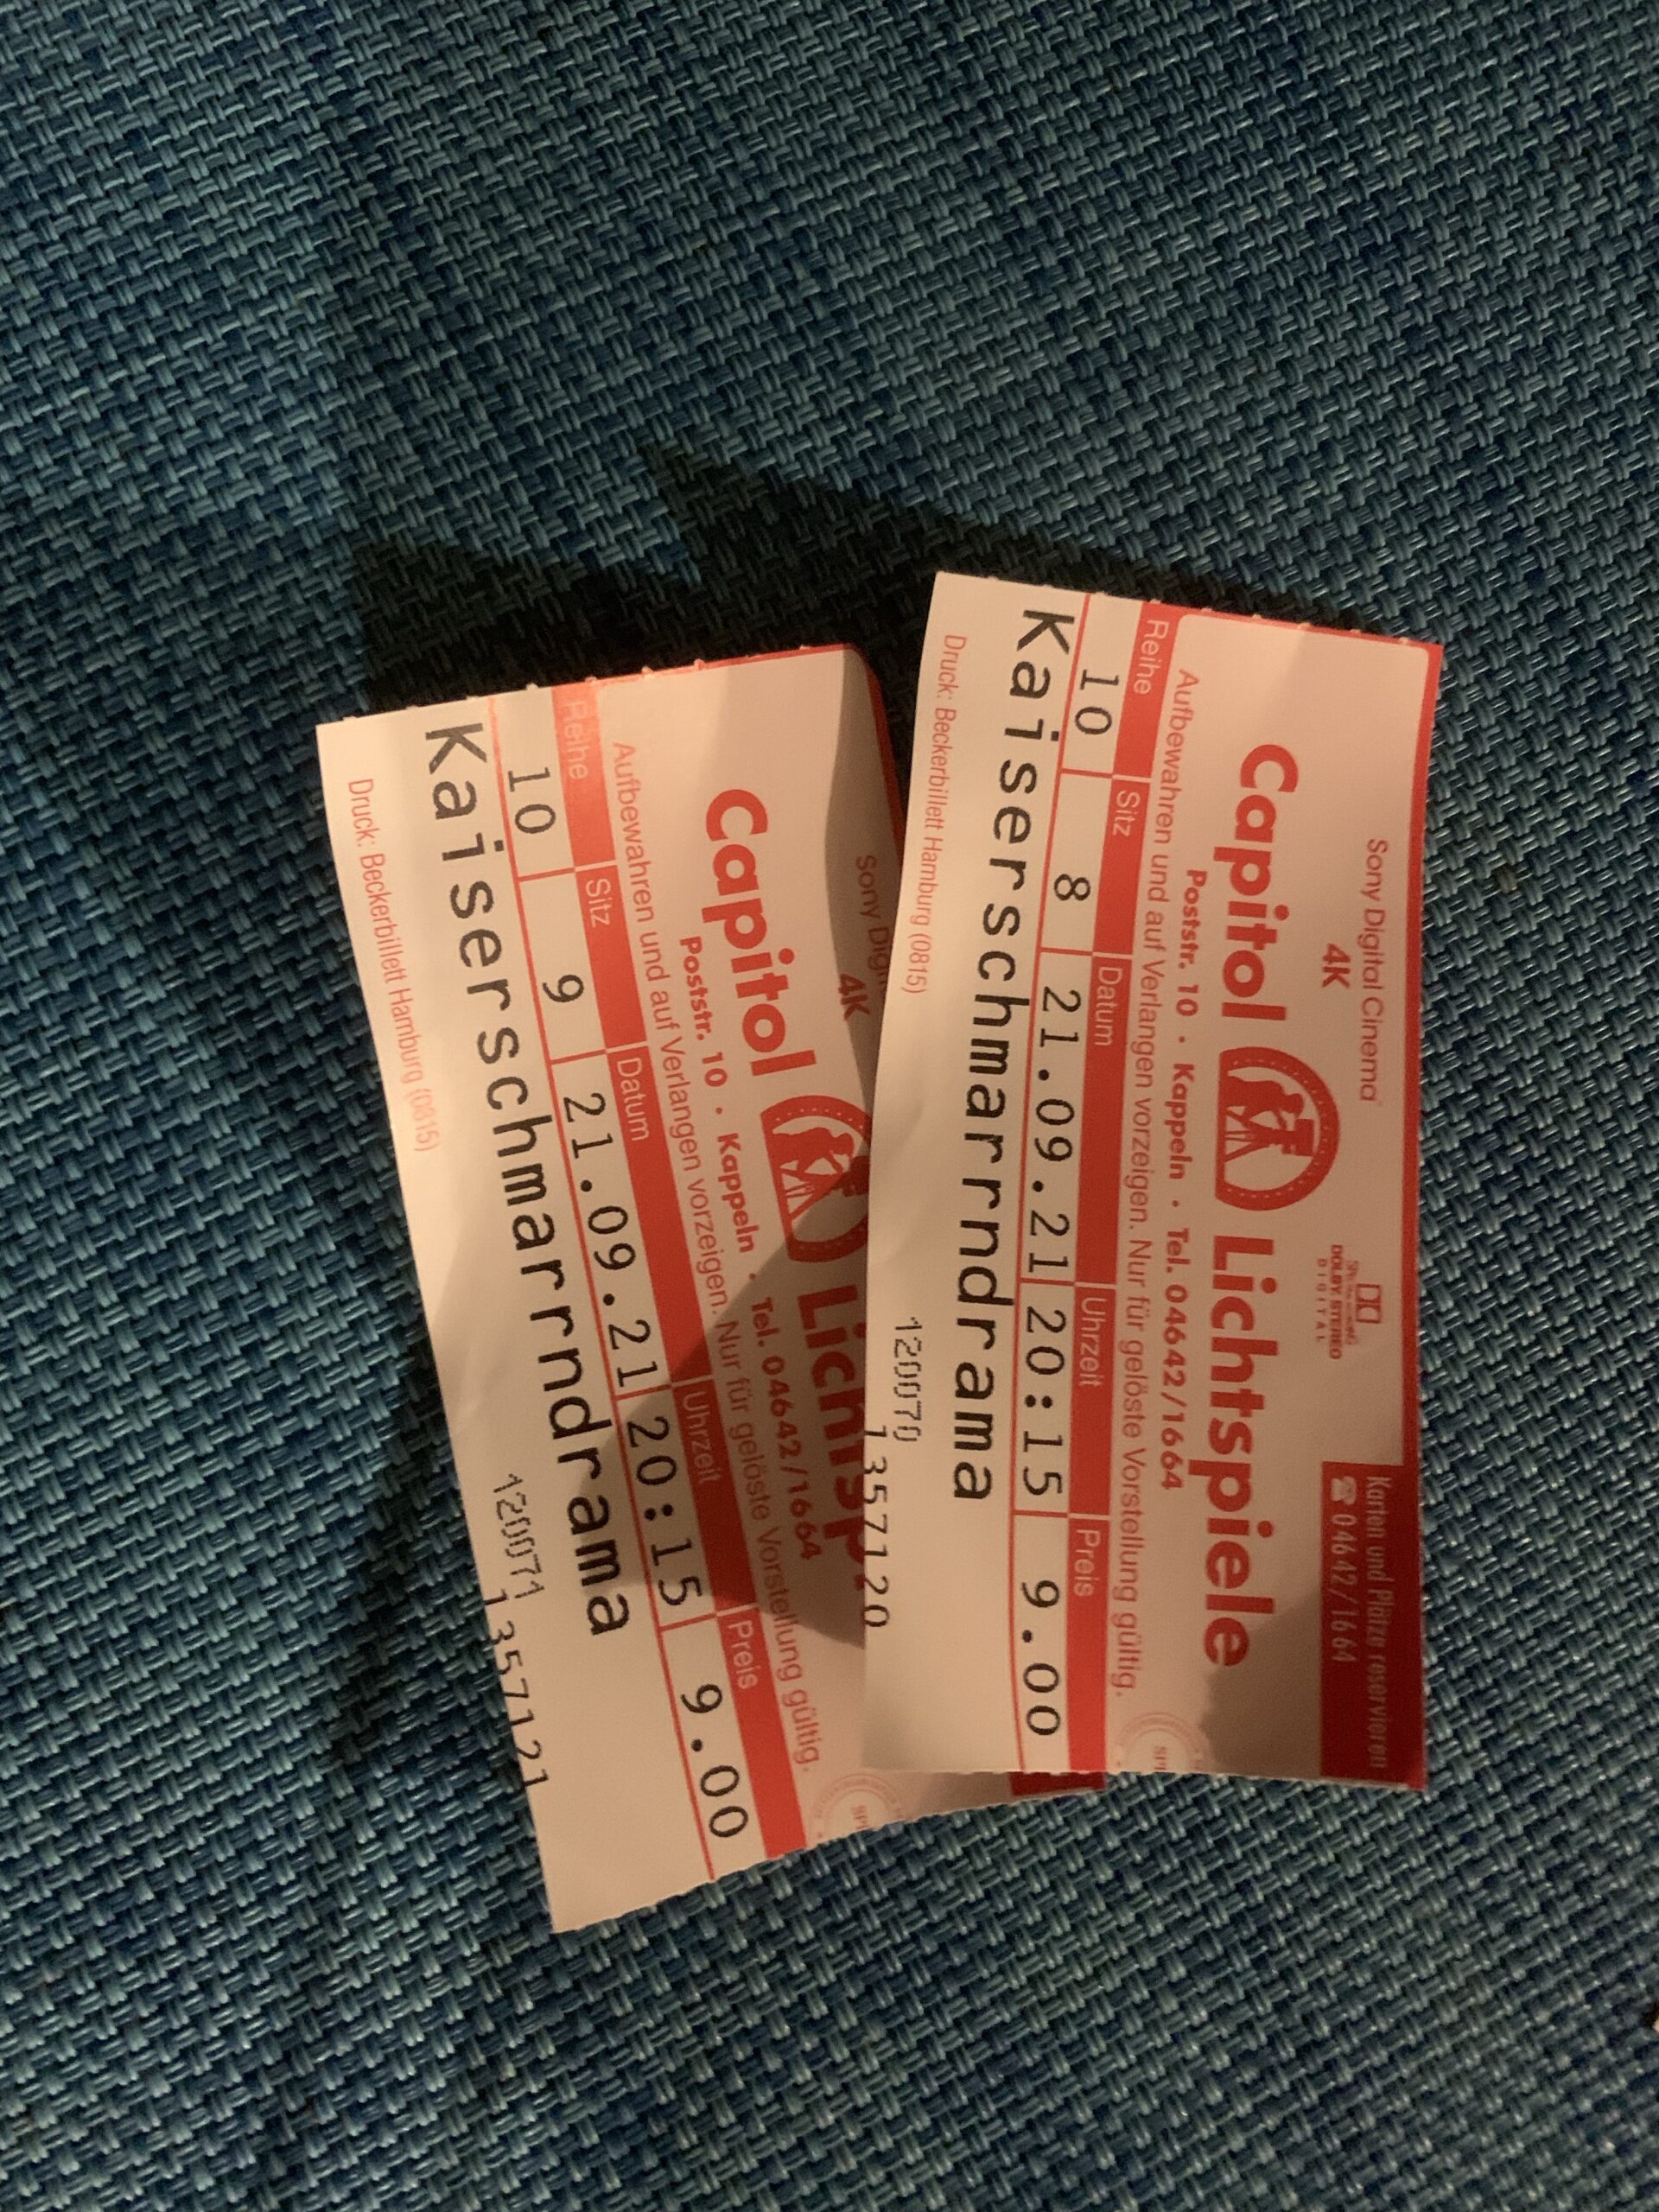 Sony Digital Cinema
4K
DOLBY STEREO
DIGITAL
Karten und Plätze reservieren
☎ 04642/1664
Capitol Lichtspiele
Poststr. 10 · Kappeln · Tel. 04642/1664
Aufbewahren und auf Verlangen vorzeigen. Nur für gelöste Vorstellung gültig.
Reihe Sitz Datum Uhrzeit Preis
10 8 21.09.21 20:15 9.00
Kaiserschmarrndrama
Druck: Beckerbillett Hamburg (0815)
120070
1357120
Sony Digi
4K
Capitol Lichtsp
Poststr. 10 · Kappeln · Tel. 04642/1664
Aufbewahren und auf Verlangen vorzeigen. Nur für gelöste Vorstellung gültig.
Reihe Sitz Datum Uhrzeit Preis
10 9 21.09.21 20:15 9.00
Kaiserschmarrndrama
Druck: Beckerbillett Hamburg (0815)
120071
1357121